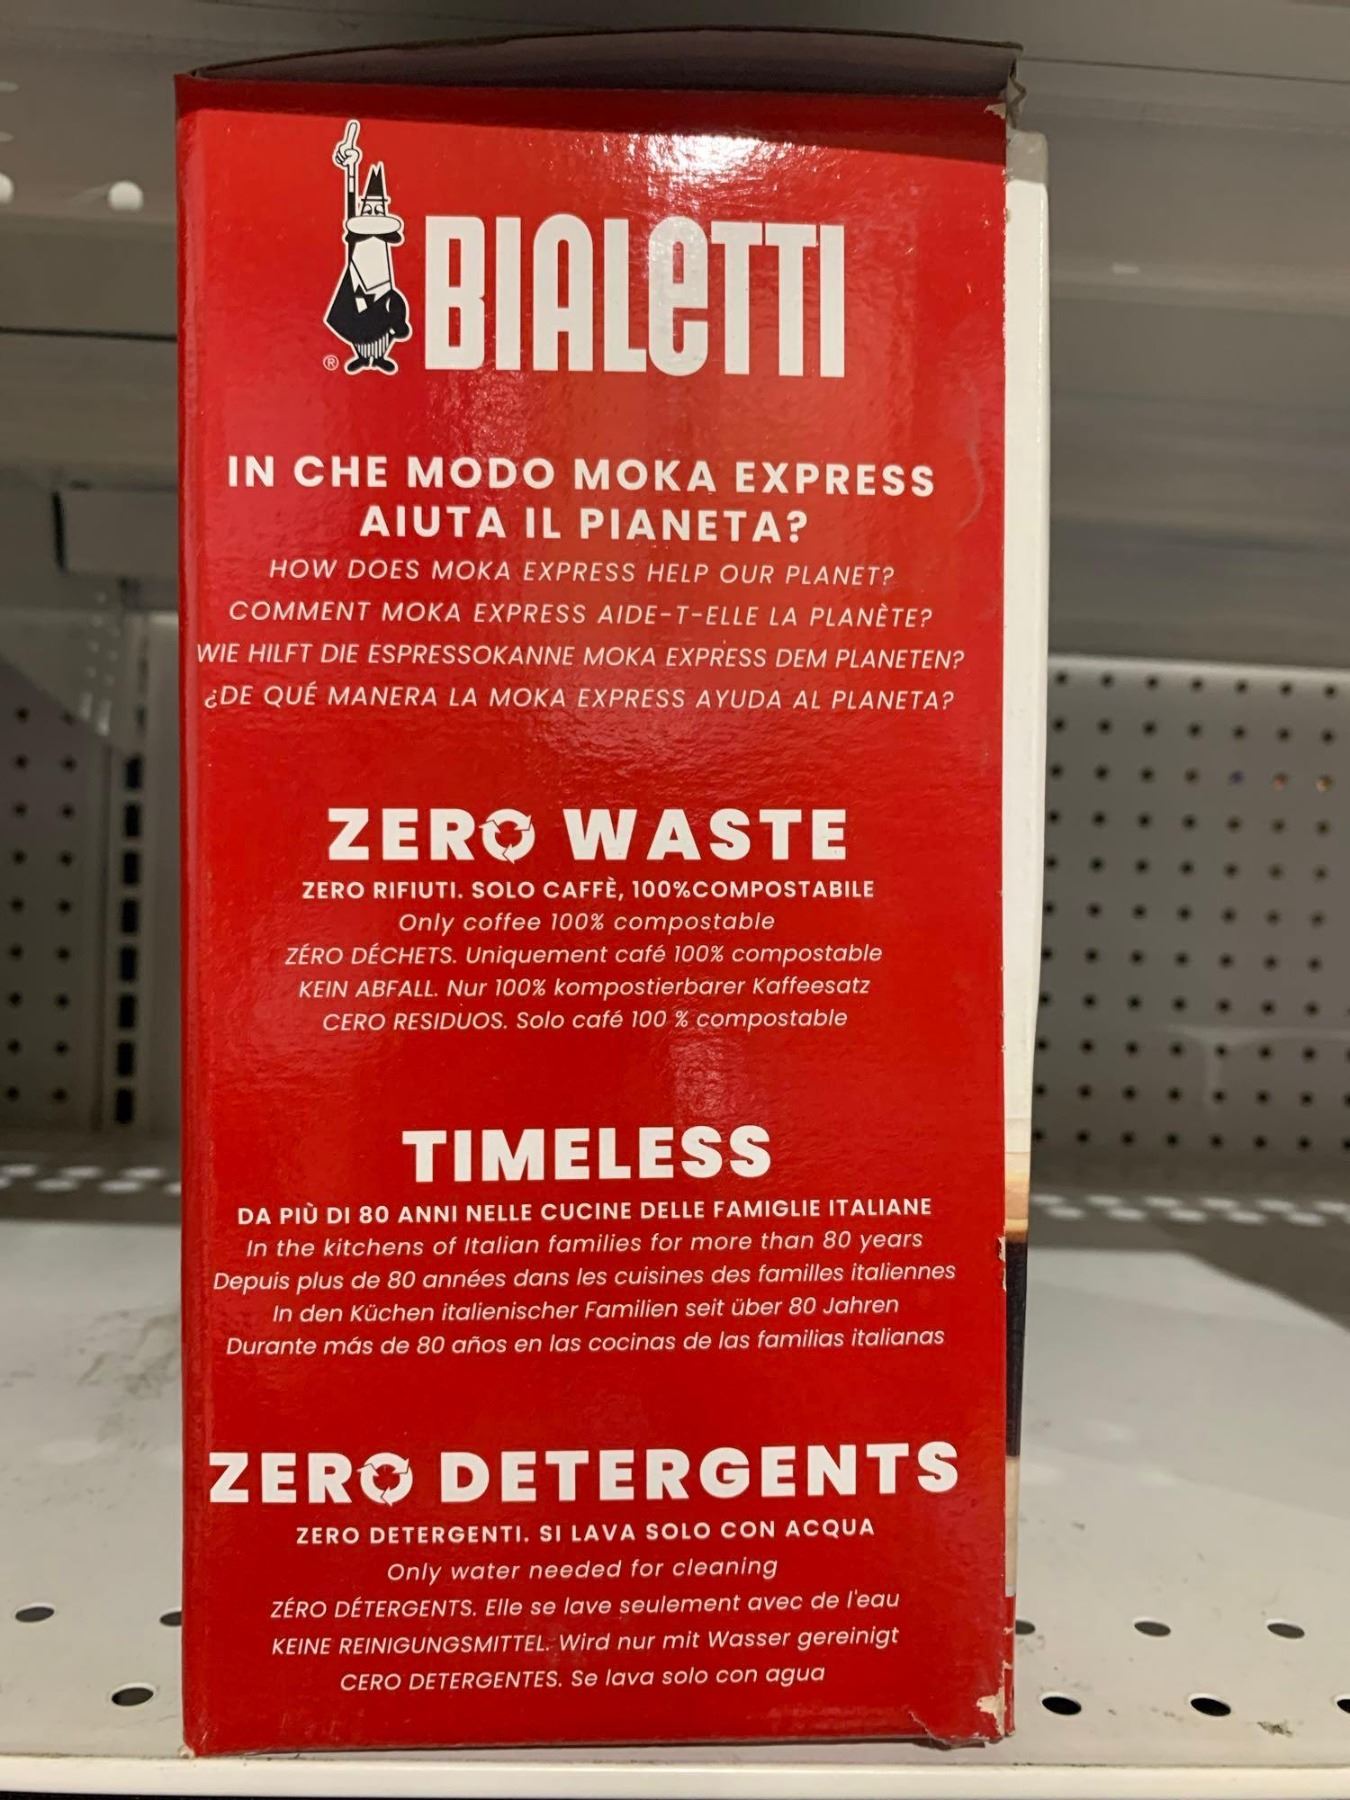 BIALETTI
®
IN CHE MODO MOKA EXPRESS
AIUTA IL PIANETA?
HOW DOES MOKA EXPRESS HELP OUR PLANET?
COMMENT MOKA EXPRESS AIDE-T-ELLE LA PLANÈTE?
WIE HILFT DIE ESPRESSOKANNE MOKA EXPRESS DEM PLANETEN?
¿DE QUÉ MANERA LA MOKA EXPRESS AYUDA AL PLANETA?
ZERO WASTE
ZERO RIFIUTI. SOLO CAFFÈ, 100%COMPOSTABILE
Only coffee 100% compostable
ZÉRO DÉCHETS. Uniquement café 100% compostable
KEIN ABFALL. Nur 100% kompostierbarer Kaffeesatz
CERO RESIDUOS. Solo café 100 % compostable
TIMELESS
DA PIÙ DI 80 ANNI NELLE CUCINE DELLE FAMIGLIE ITALIANE
In the kitchens of Italian families for more than 80 years
Depuis plus de 80 années dans les cuisines des familles italiennes
In den Küchen italienischer Familien seit über 80 Jahren
Durante más de 80 años en las cocinas de las familias italianas
ZERO DETERGENTS
ZERO DETERGENTI. SI LAVA SOLO CON ACQUA
Only water needed for cleaning
ZÉRO DÉTERGENTS. Elle se lave seulement avec de l'eau
KEINE REINIGUNGSMITTEL. Wird nur mit Wasser gereinigt
CERO DETERGENTES. Se lava solo con agua